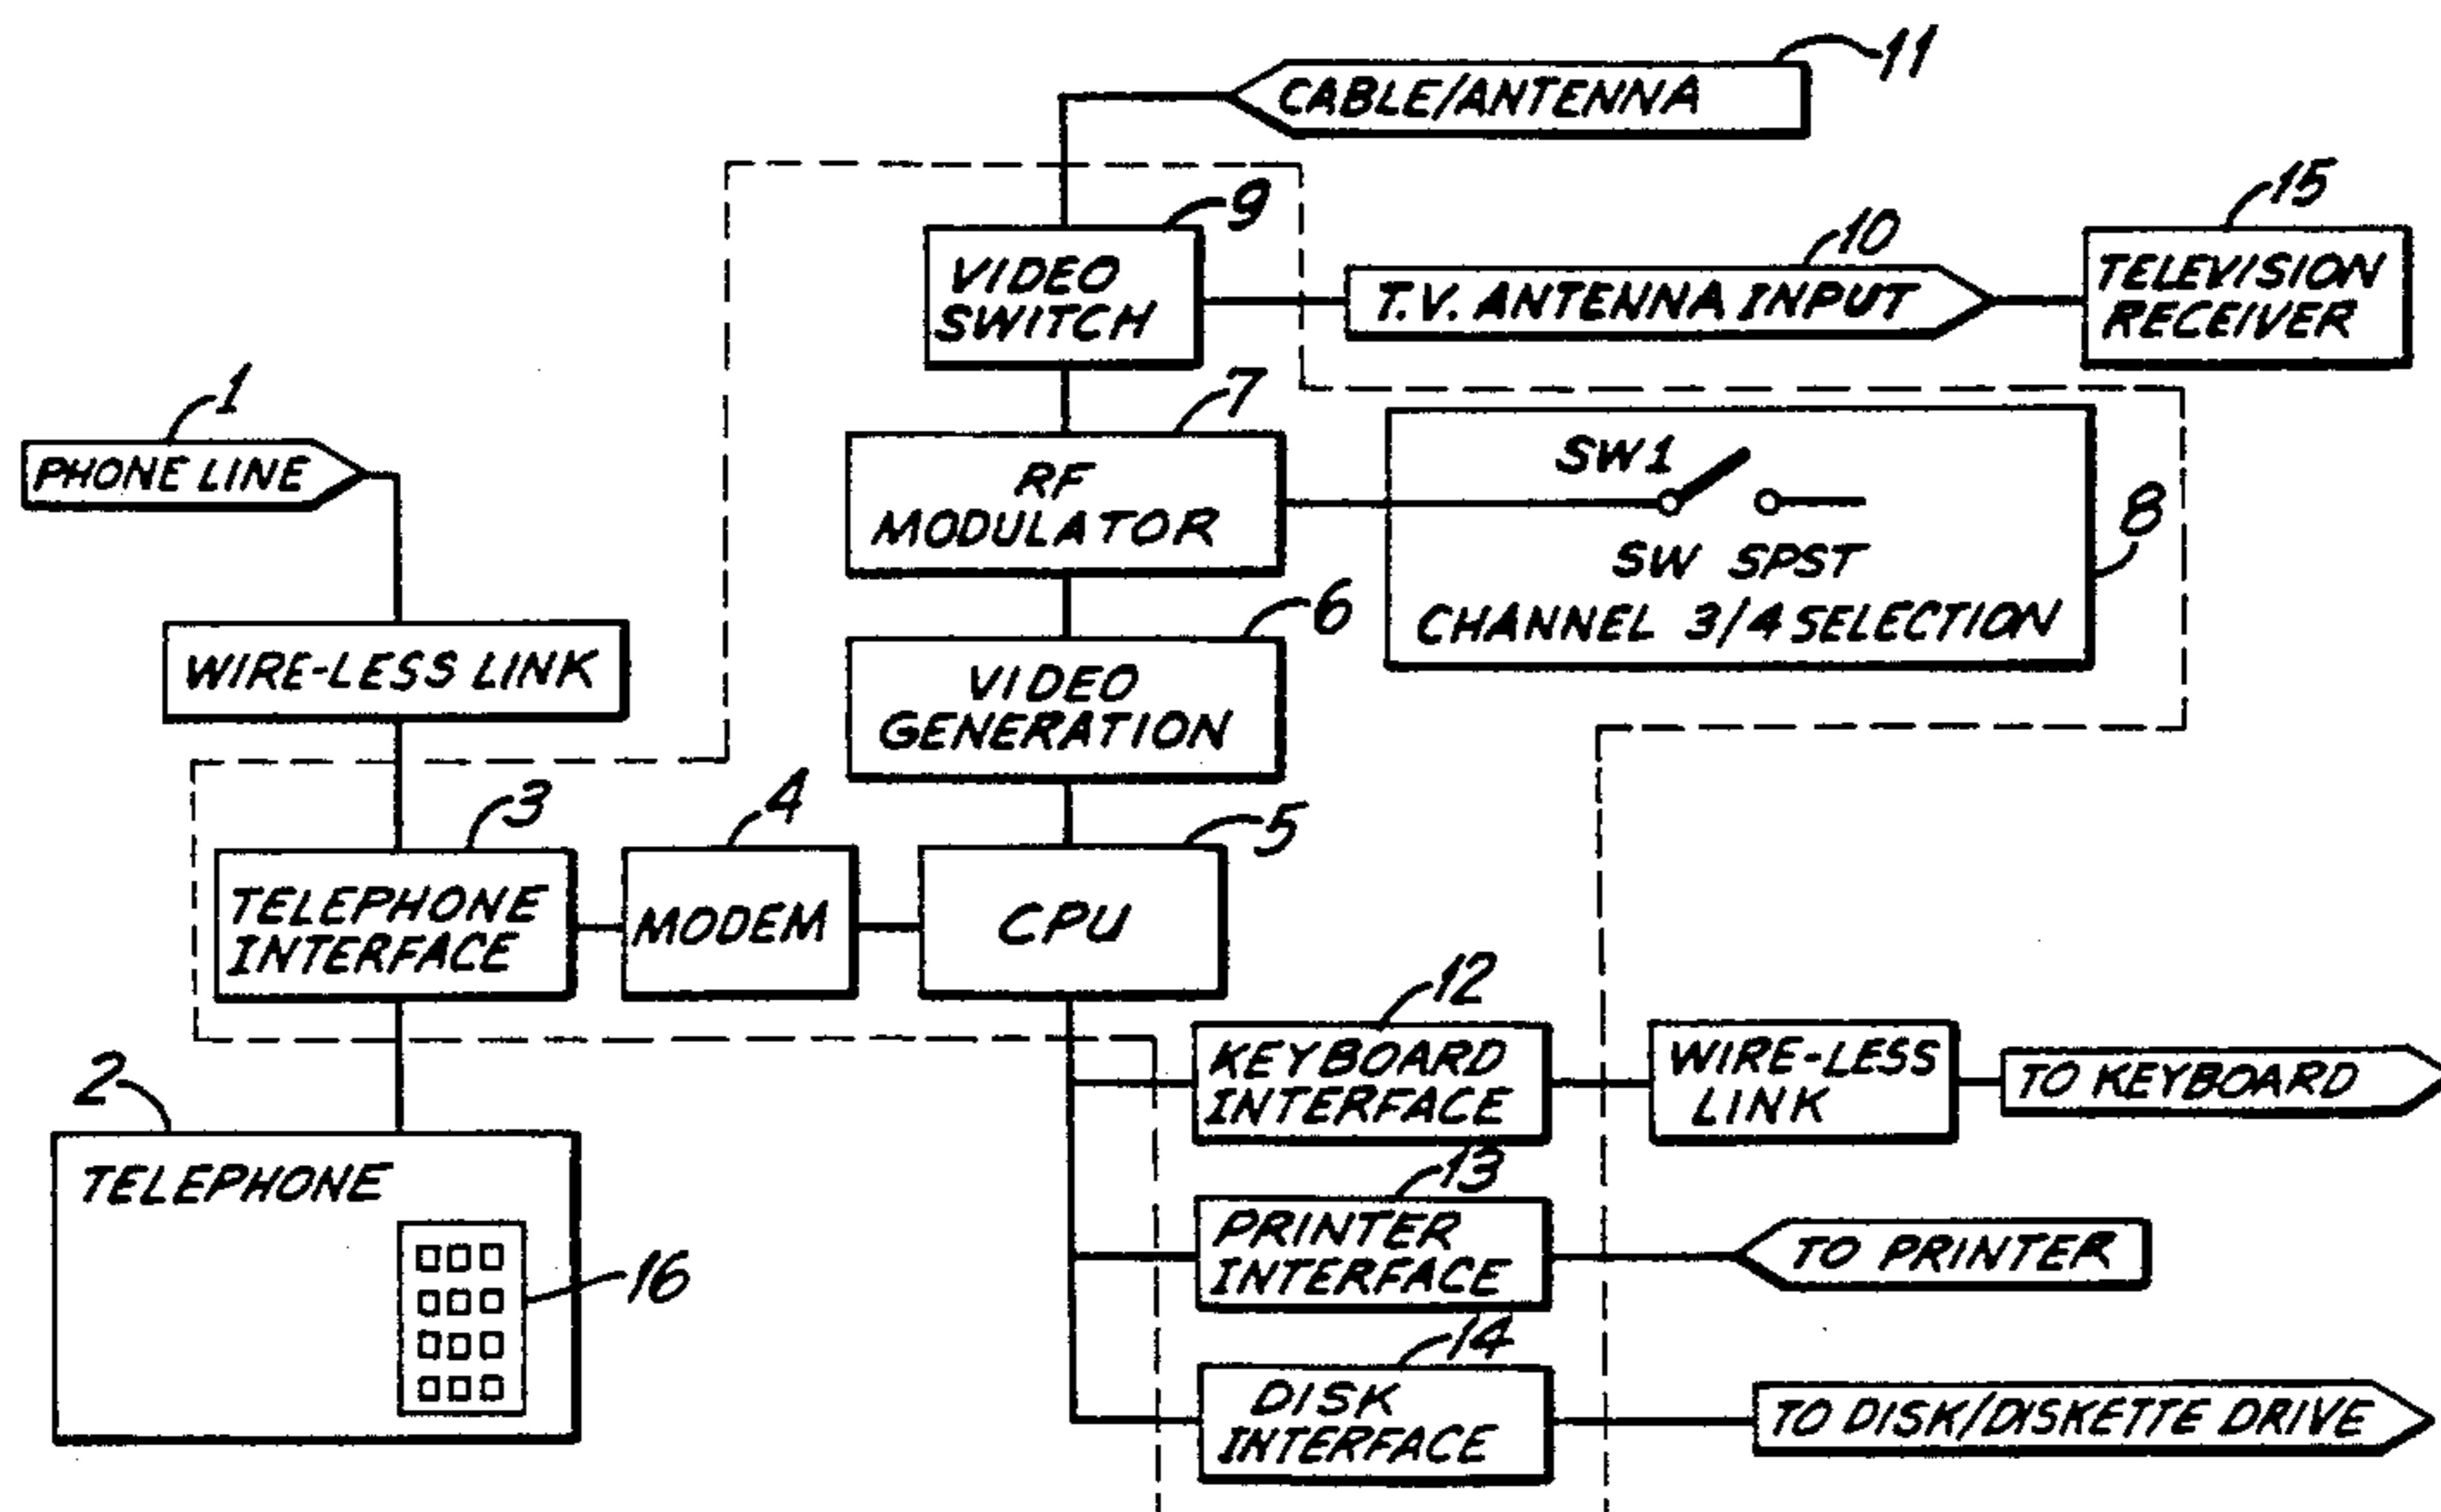 11
CABLE/ANTENNA
9
VIDEO
SWITCH
10
T.V. ANTENNA INPUT
15
TELEVISION
RECEIVER
1
PHONE LINE
7
RF
MODULATOR
SW1
SW SPST
CHANNEL 3/4 SELECTION
8
WIRE-LESS LINK
6
VIDEO
GENERATION
3
TELEPHONE
INTERFACE
4
MODEM
5
CPU
2
TELEPHONE
16
12
KEYBOARD
INTERFACE
WIRE-LESS
LINK
TO KEYBOARD
13
PRINTER
INTERFACE
TO PRINTER
14
DISK
INTERFACE
TO DISK/DISKETTE DRIVE